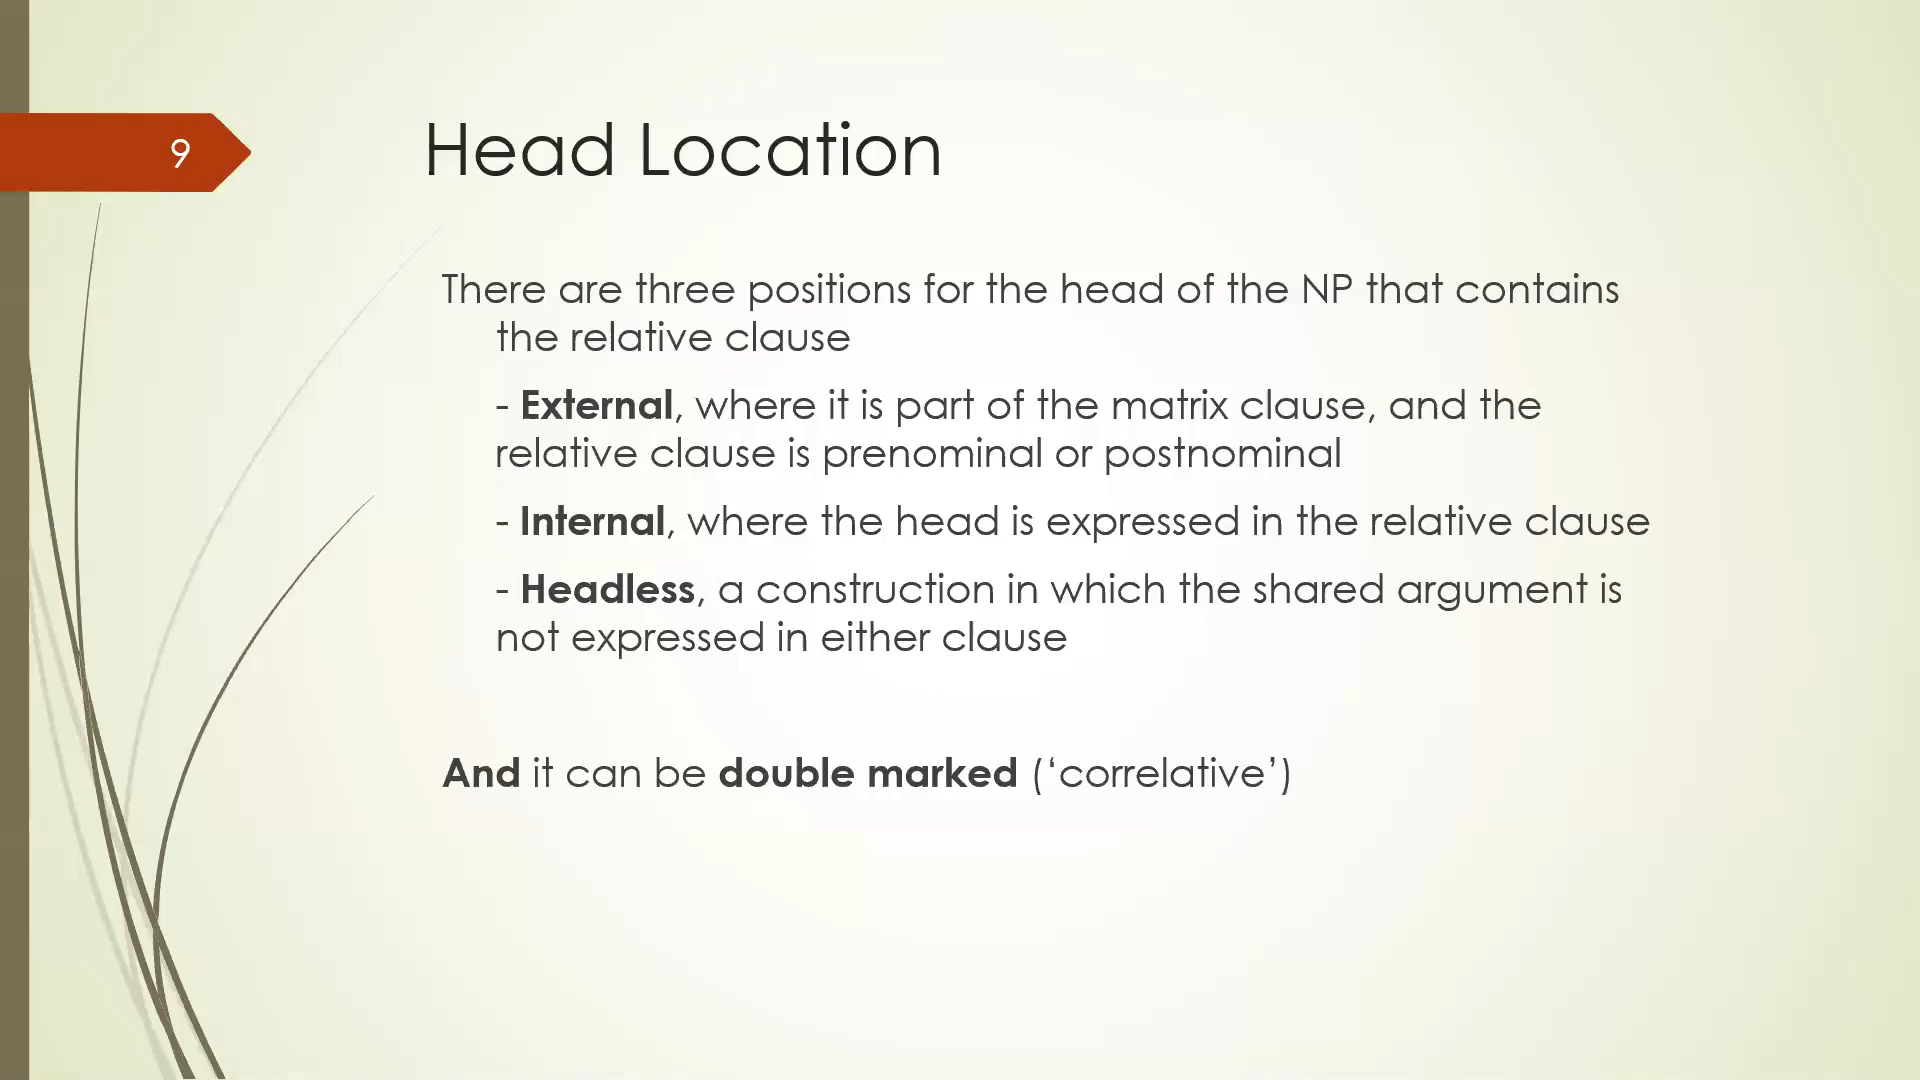 9
Head Location
There are three positions for the head of the NP that contains
the relative clause
- External, where it is part of the matrix clause, and the
relative clause is prenominal or postnominal
- Internal, where the head is expressed in the relative clause
- Headless, a construction in which the shared argument is
not expressed in either clause
And it can be double marked (‘correlative’)